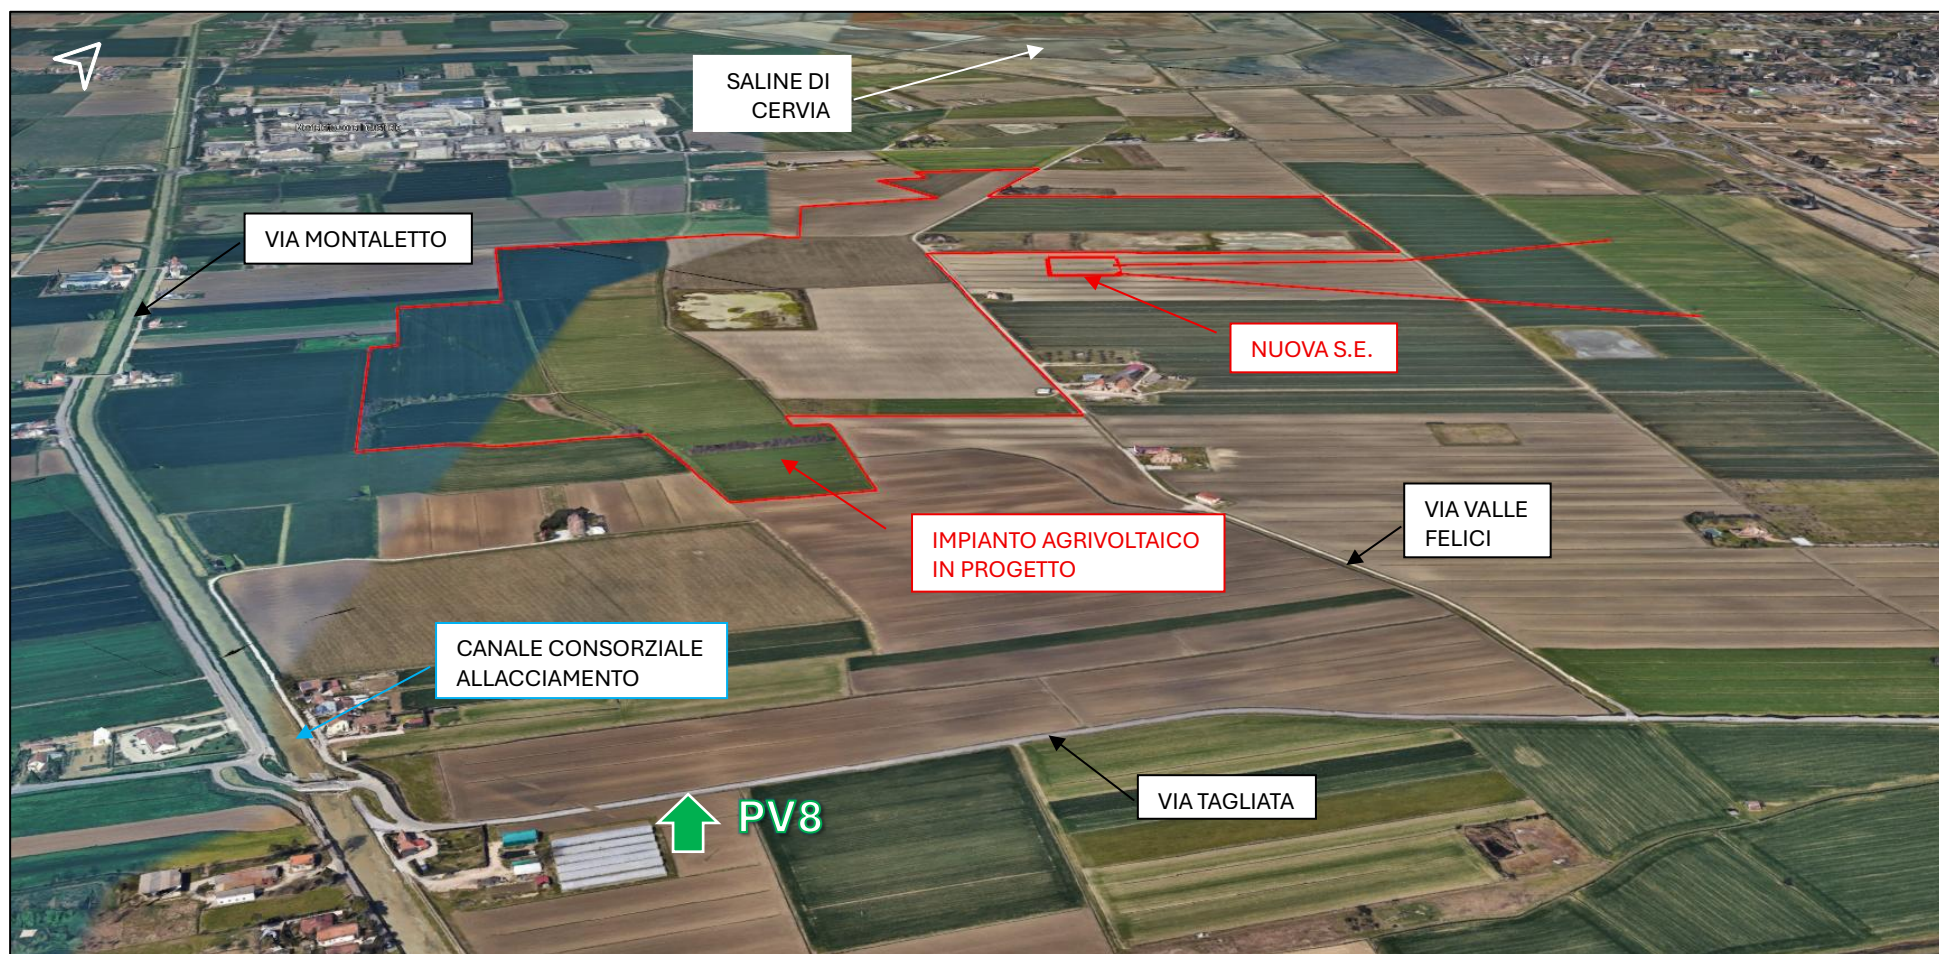 SALINE DI
CERVIA
VIA MONTALETTO
NUOVA S.E.
VIA VALLE
FELICI
IMPIANTO AGRIVOLTAICO
IN PROGETTO
CANALE CONSORZIALE
ALLACCIAMENTO
VIA TAGLIATA
PV8